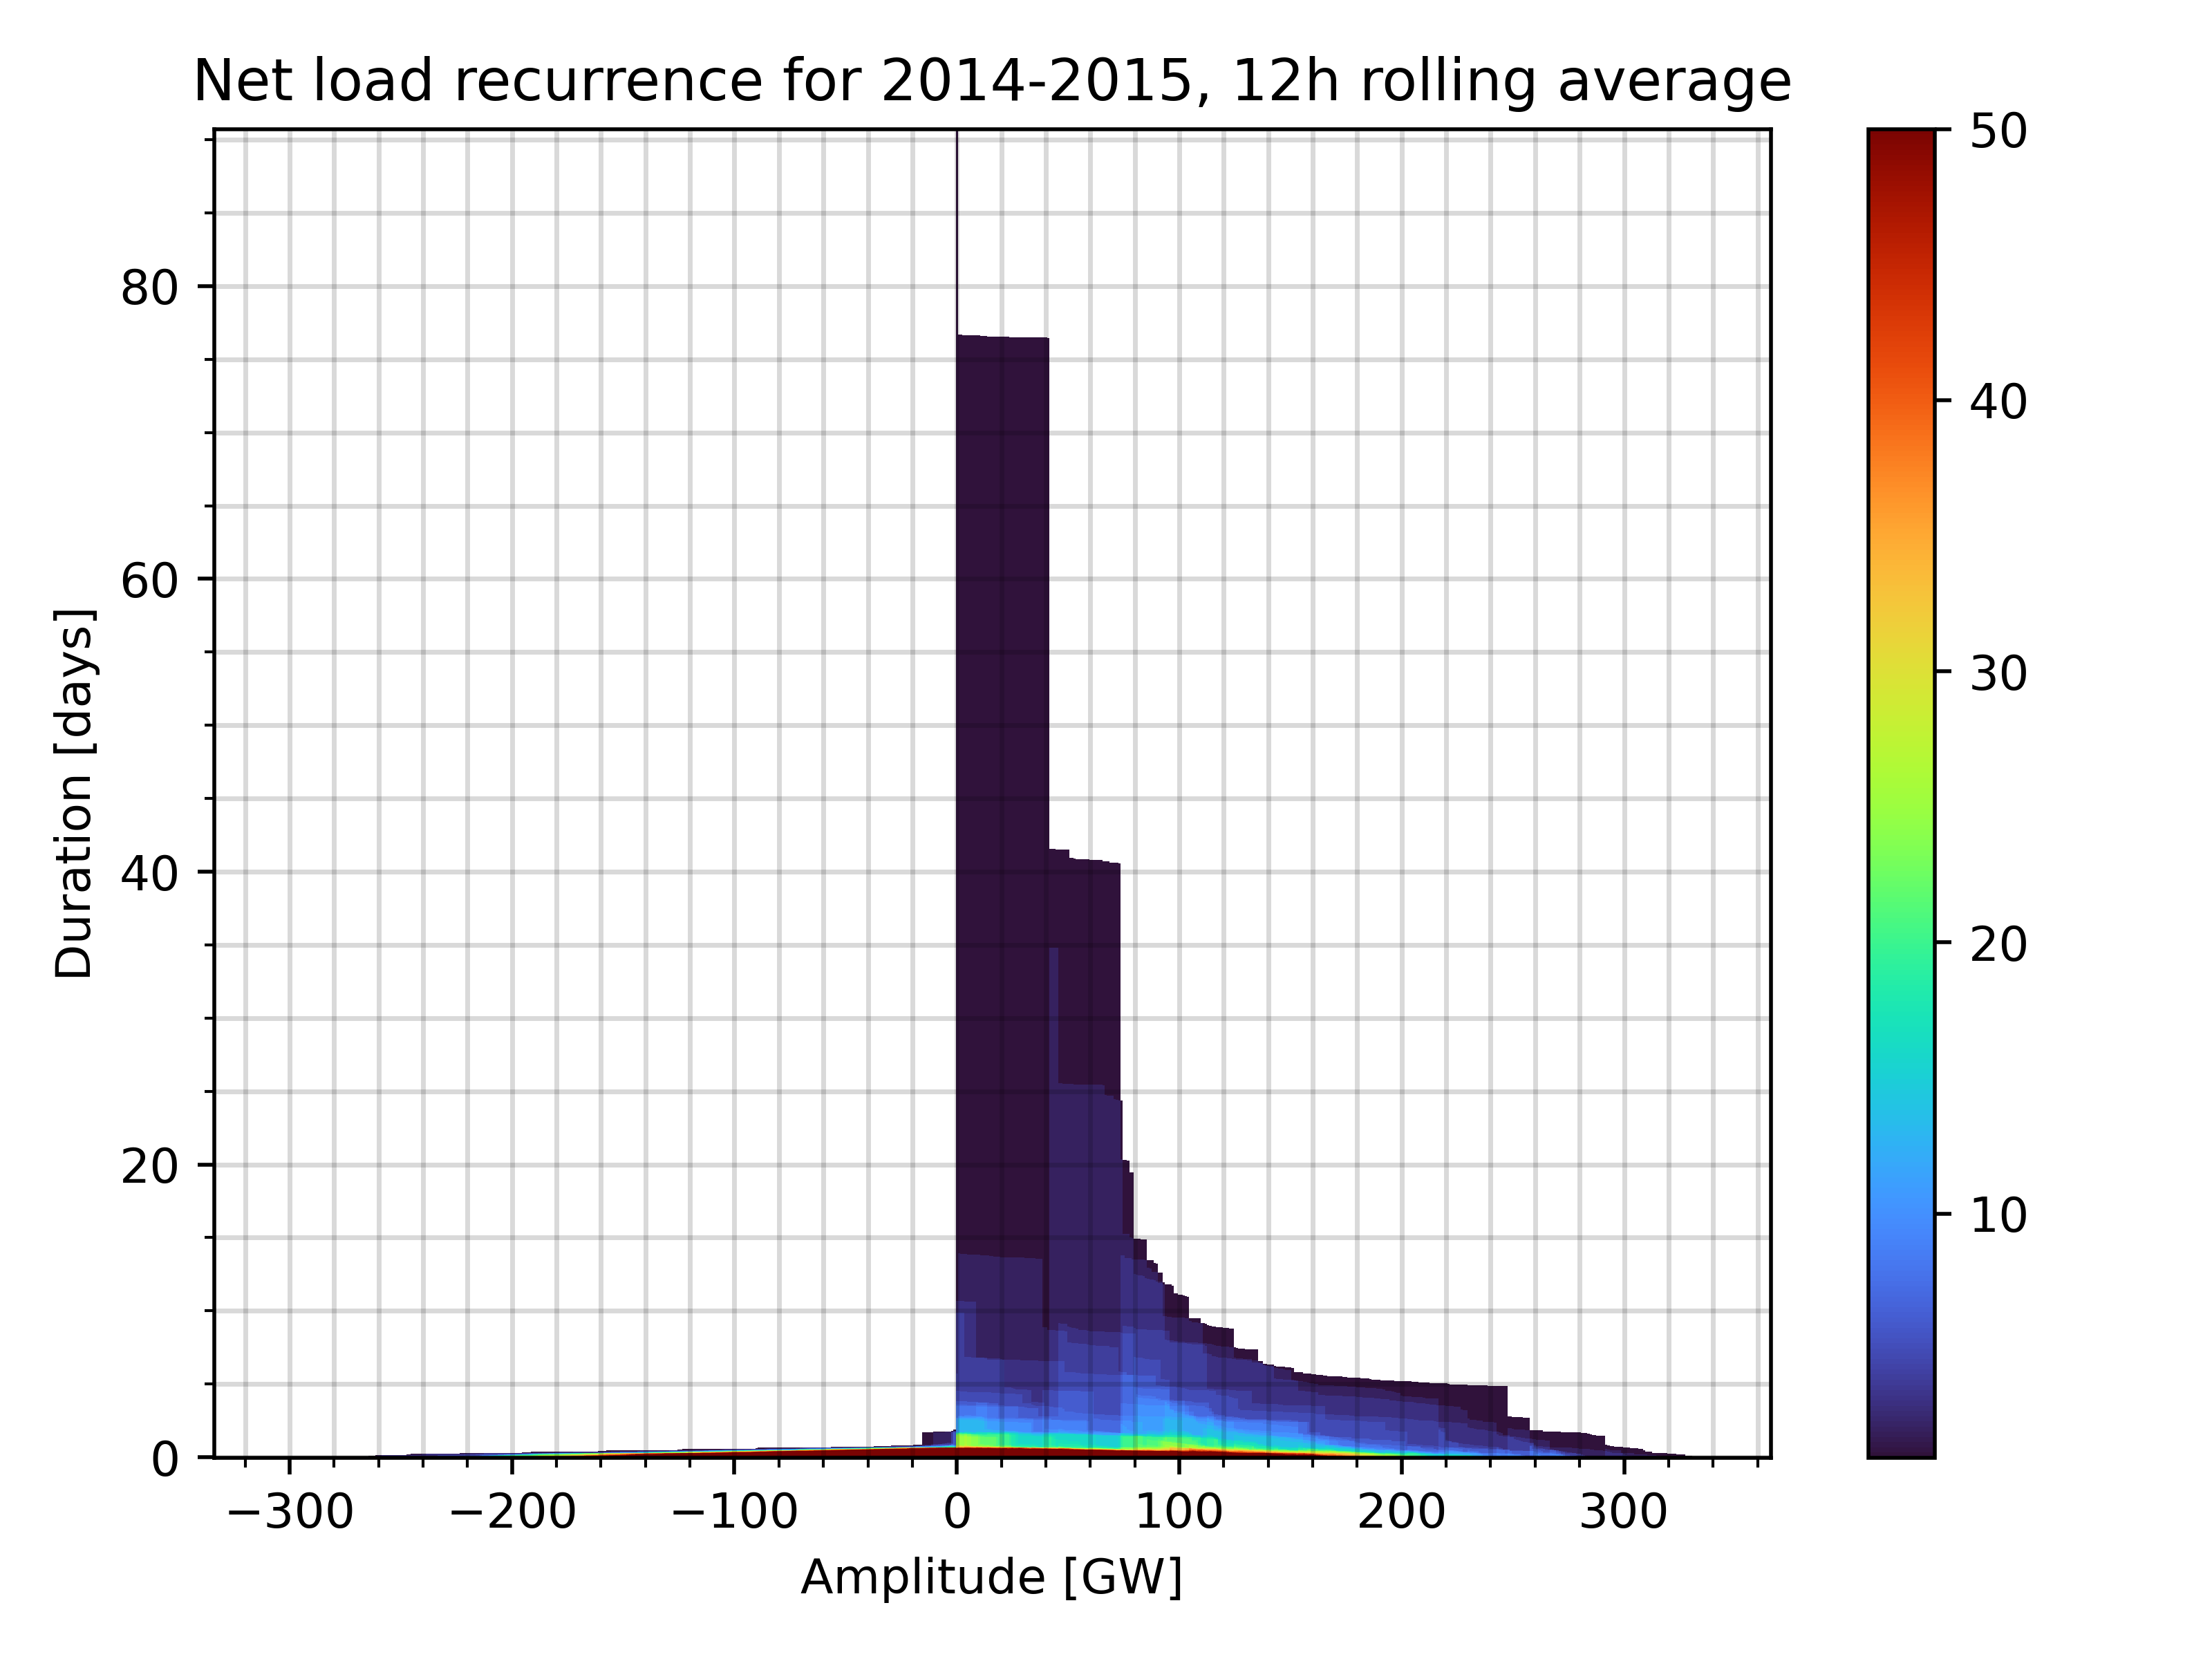 Net load recurrence for 2014-2015, 12h rolling average
Duration [days]
80
60
40
20
0
−300 −200 −100 0 100 200 300
Amplitude [GW]
50
40
30
20
10